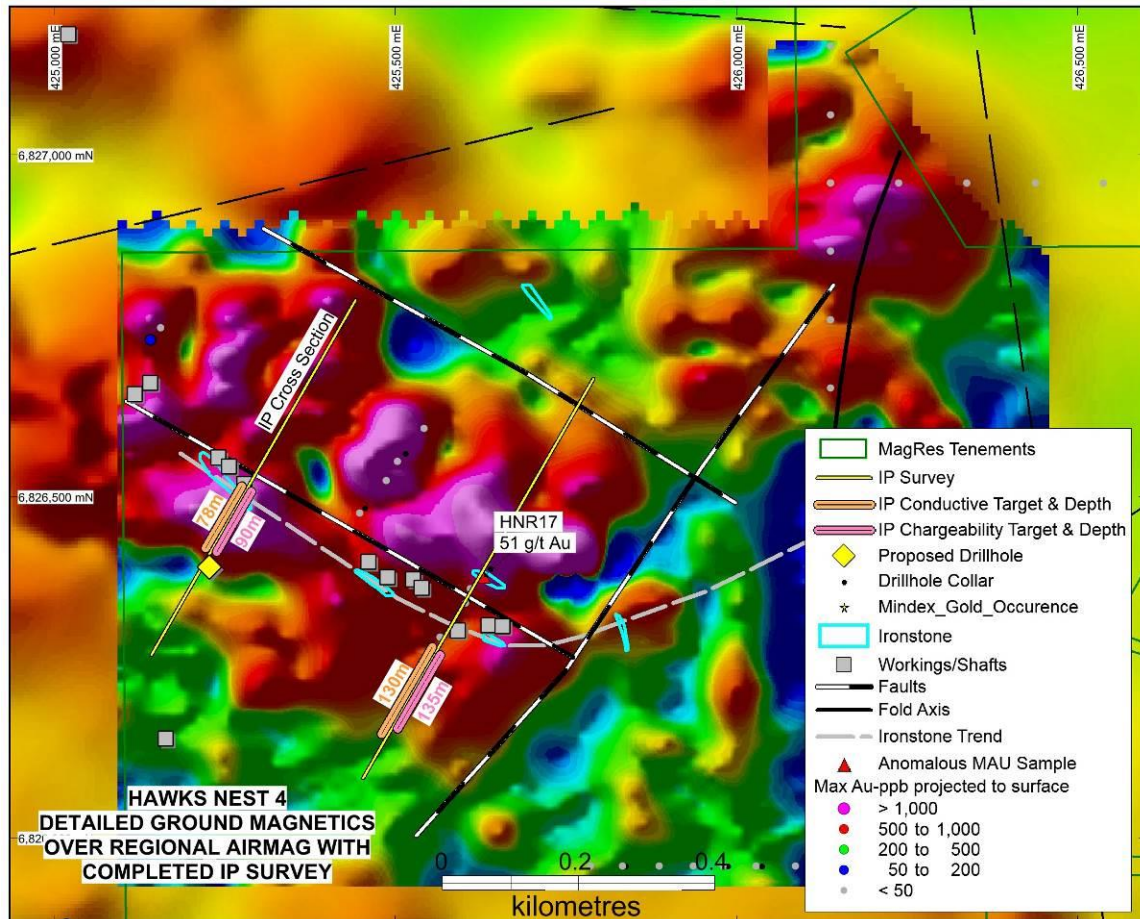 425,000 mE
425,500 mE
426,000 mE
426,500 mE
6,827,000 mN
IP Cross Section
6,826,500 mN
78m
90m
HNR17
51 g/t Au
130m
135m
HAWKS NEST 4
DETAILED GROUND MAGNETICS
OVER REGIONAL AIRMAG WITH
COMPLETED IP SURVEY
0 0.2 0.4
kilometres
MagRes Tenements
IP Survey
IP Conductive Target & Depth
IP Chargeability Target & Depth
Proposed Drillhole
Drillhole Collar
Mindex_Gold_Occurence
Ironstone
Workings/Shafts
Faults
Fold Axis
Ironstone Trend
Anomalous MAU Sample
Max Au-ppb projected to surface
> 1,000
500 to 1,000
200 to 500
50 to 200
< 50